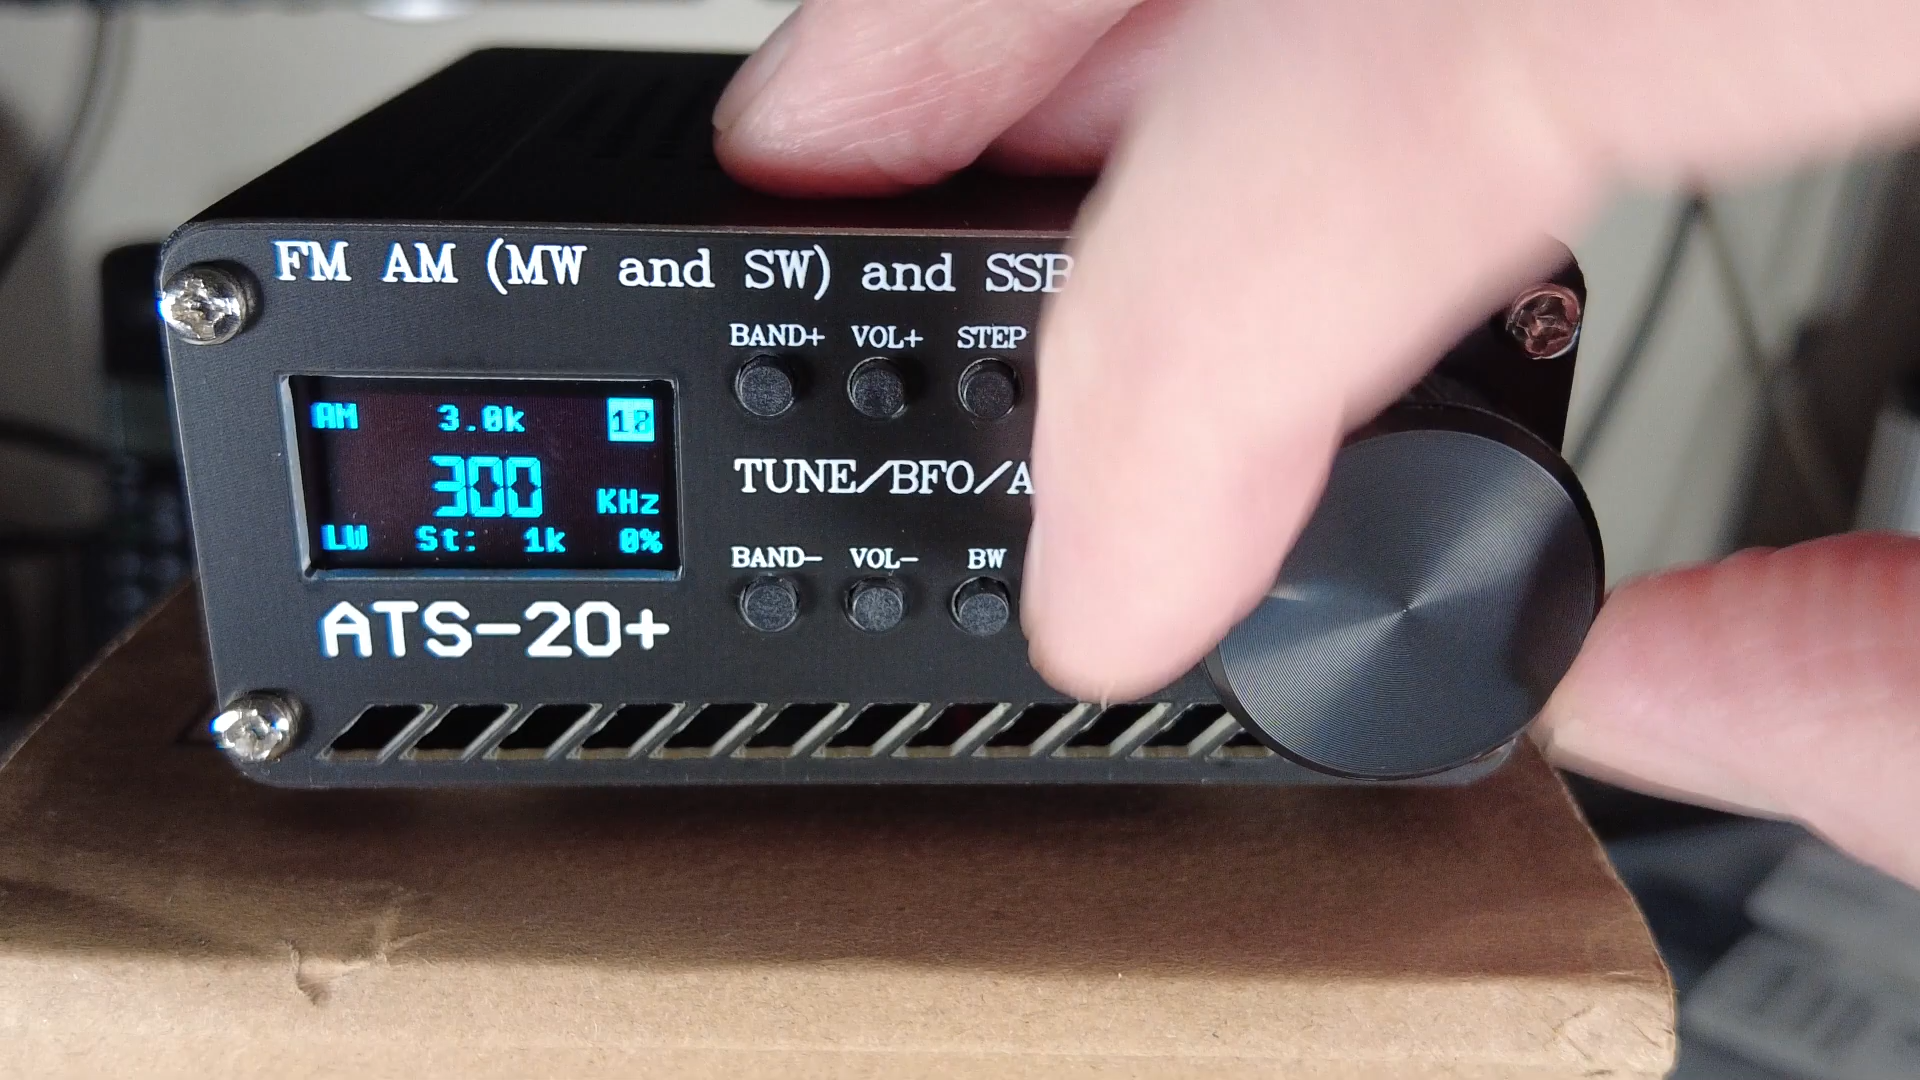 FM AM (MW and SW) and SSB
BAND+ VOL+ STEP
AM 3.0k
300 KHz
LW St: 1k 0%
TUNE/BFO/A
BAND- VOL- BW
ATS-20+